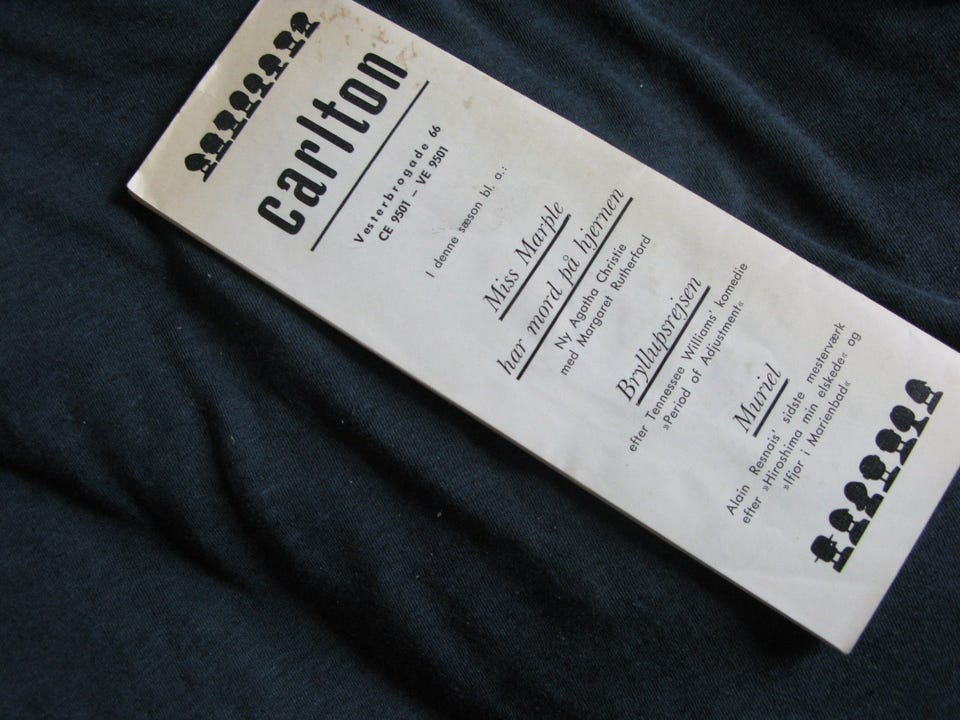 Carlton
Vesterbrogade 66
CE 9501 – VE 9501
I denne sæson bl. a.:
Miss Marple
har mord på hjernen
Ny Agatha Christie
med Margaret Rutherford
Bryllupsrejsen
efter Tennessee Williams' komedie
»Period of Adjustment«
Muriel
Alain Resnais' sidste mesterværk
efter »Hiroshima min elskede« og
»Ifjor i Marienbad«